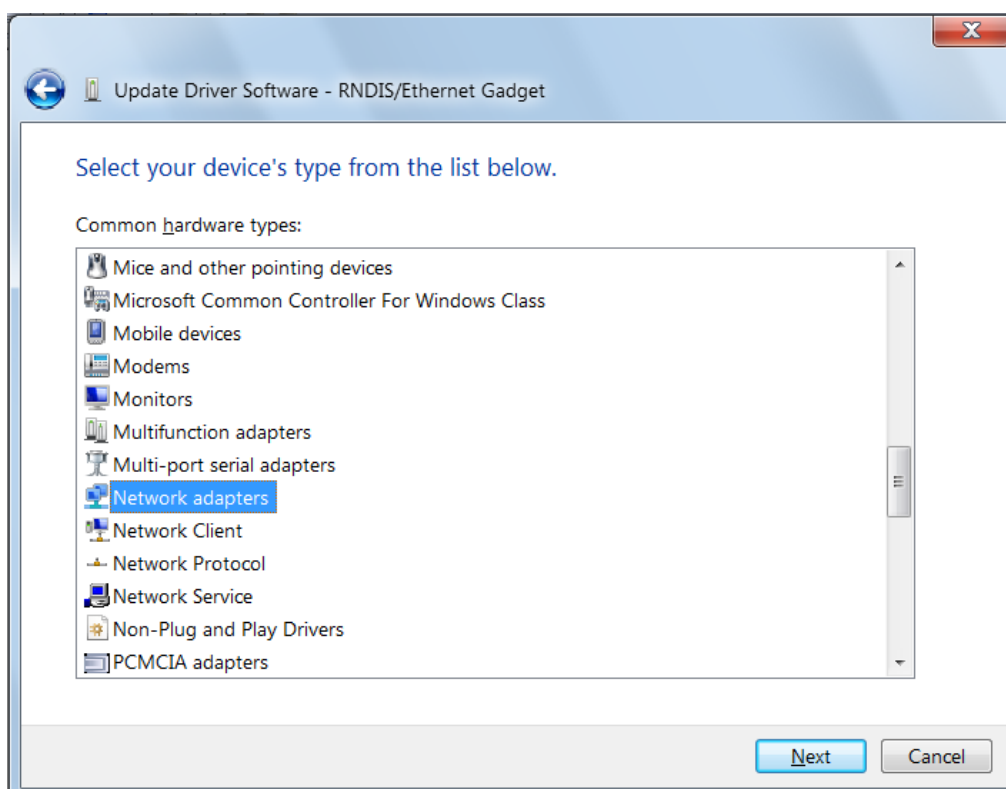 Update Driver Software - RNDIS/Ethernet Gadget
Select your device's type from the list below.
Common hardware types:
Mice and other pointing devices
Microsoft Common Controller For Windows Class
Mobile devices
Modems
Monitors
Multifunction adapters
Multi-port serial adapters
Network adapters
Network Client
Network Protocol
Network Service
Non-Plug and Play Drivers
PCMCIA adapters
Next Cancel